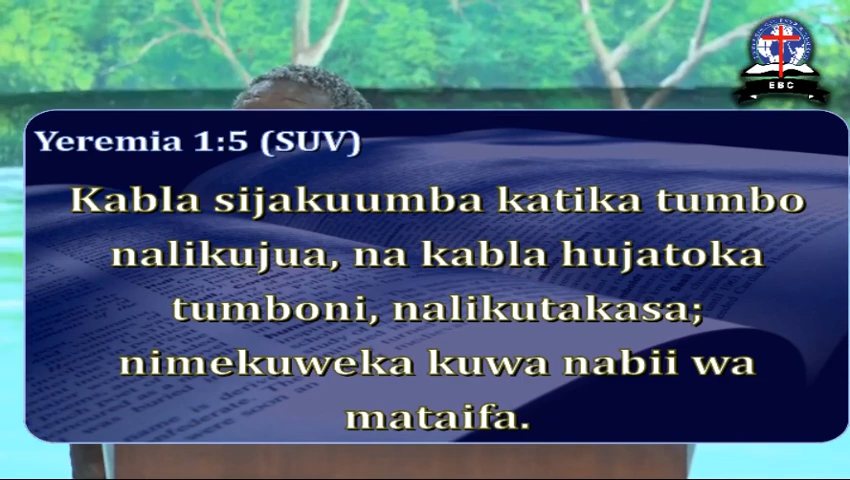 EBC
Yeremia 1:5 (SUV)
Kabla sijakuumba katika tumbo
nalikujua, na kabla hujatoka
tumboni, nalikutakasa;
nimekuweka kuwa nabii wa
mataifa.